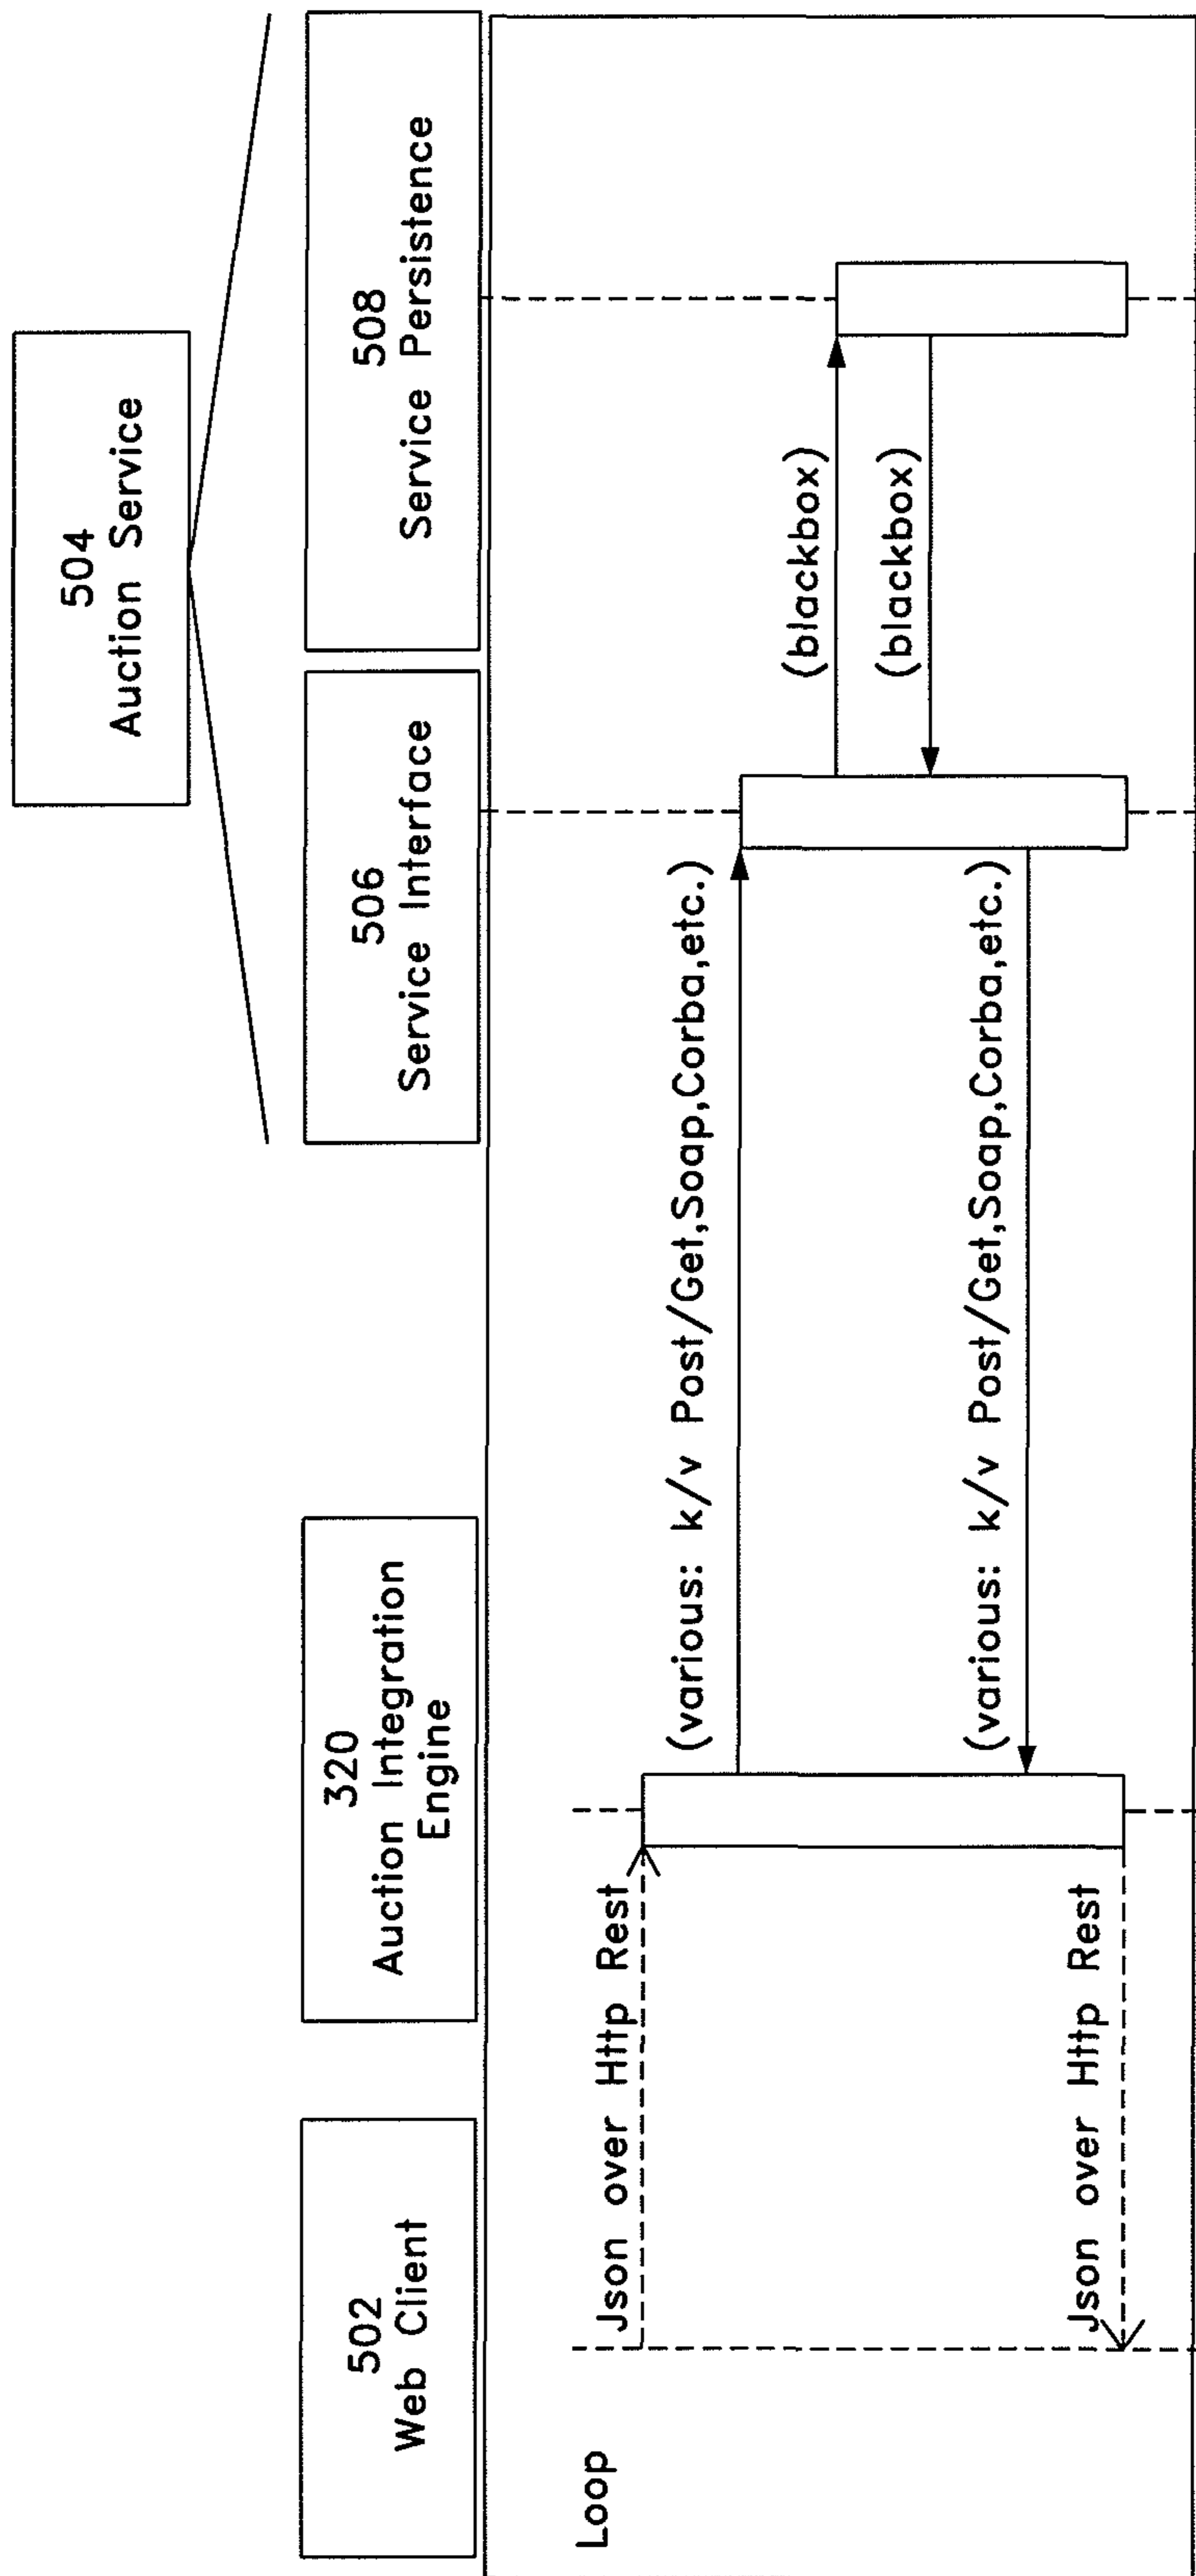 504
Auction Service
502
Web Client
320
Auction Integration
Engine
506
Service Interface
508
Service Persistence
Loop
Json over Http Rest
(various: k/v Post/Get,Soap,Corba,etc.)
(blackbox)
(blackbox)
(various: k/v Post/Get,Soap,Corba,etc.)
Json over Http Rest